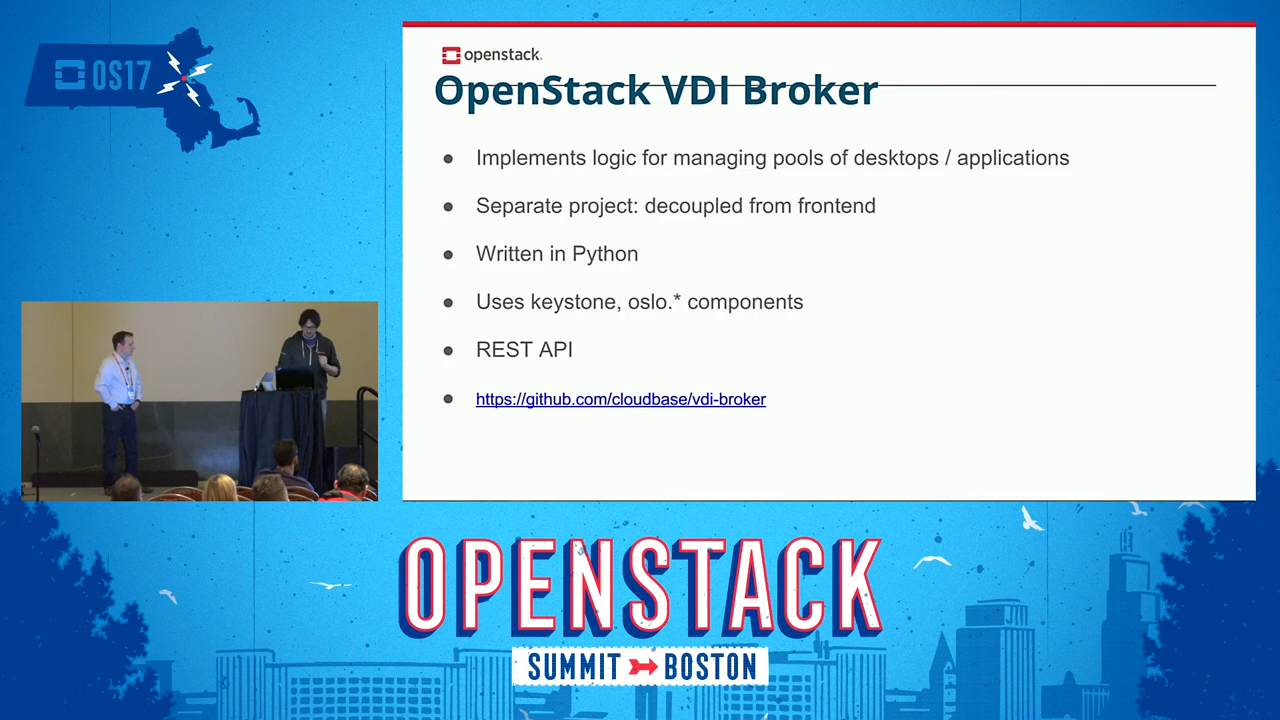 OS17
openstack.
OpenStack VDI Broker
Implements logic for managing pools of desktops / applications
Separate project: decoupled from frontend
Written in Python
Uses keystone, oslo.* components
REST API
https://github.com/cloudbase/vdi-broker
OPENSTACK
SUMMIT BOSTON